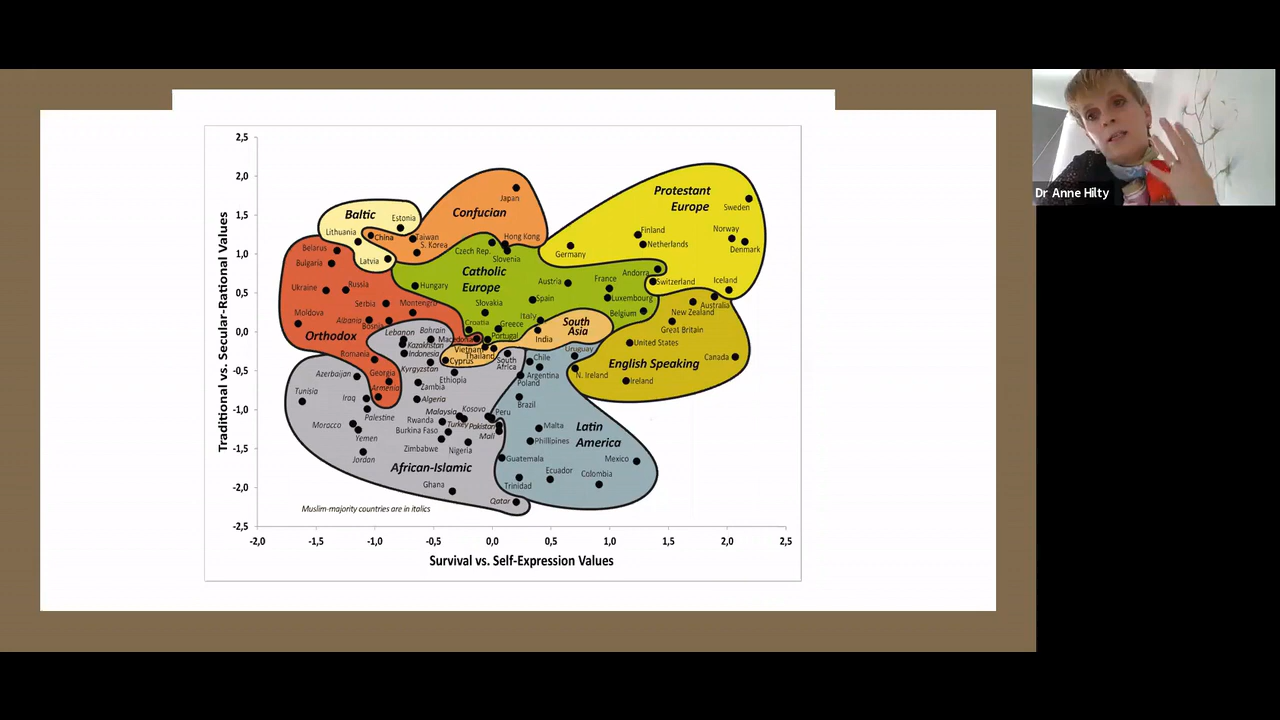 2,5
2,0
1,5
1,0
0,5
0,0
-0,5
-1,0
-1,5
-2,0
-2,5
Traditional vs. Secular-Rational Values
Protestant
Europe
Sweden
Norway
Denmark
Finland
Netherlands
Germany
Switzerland
Iceland
Confucian
Japan
Hong Kong
Taiwan
S. Korea
China
Baltic
Estonia
Lithuania
Latvia
Catholic
Europe
Czech Rep.
Slovenia
Andorra
Austria
France
Luxembourg
Belgium
Hungary
Spain
Slovakia
Italy
Croatia
Greece
Portugal
Orthodox
Belarus
Bulgaria
Ukraine
Russia
Serbia
Montenegro
Moldova
Albania
Bosnia
Macedonia
Romania
Georgia
Armenia
South
Asia
India
Vietnam
Thailand
Cyprus
English Speaking
Australia
New Zealand
Great Britain
United States
Canada
N. Ireland
Ireland
Latin
America
Uruguay
Chile
Argentina
Poland
Brazil
Peru
Malta
Phillipines
Guatemala
Mexico
Ecuador
Colombia
Trinidad
African-Islamic
Lebanon
Bahrain
Kazakhstan
Indonesia
Kyrgyzstan
South
Africa
Ethiopia
Zambia
Azerbaijan
Tunisia
Iraq
Algeria
Palestine
Malaysia
Kosovo
Rwanda
Turkey
Pakistan
Burkina Faso
Mali
Morocco
Yemen
Zimbabwe
Nigeria
Jordan
Ghana
Qatar
Muslim-majority countries are in italics
-2,0 -1,5 -1,0 -0,5 0,0 0,5 1,0 1,5 2,0 2,5
Survival vs. Self-Expression Values
Dr Anne Hilty